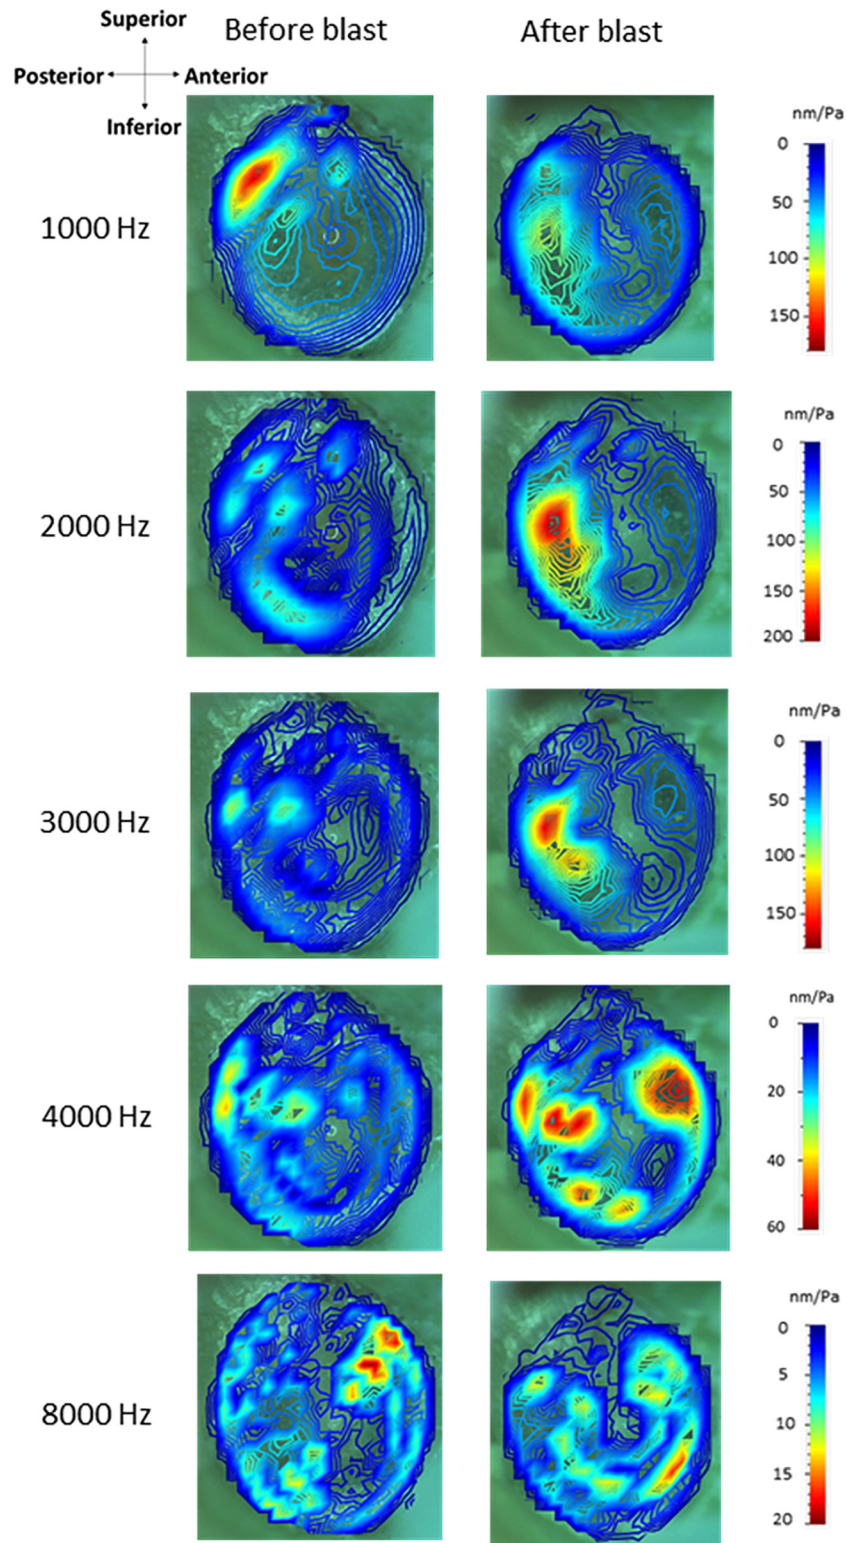 Superior
Before blast
After blast
Posterior
Anterior
Inferior
nm/Pa
0
50
100
150
1000 Hz
nm/Pa
0
50
100
150
200
2000 Hz
nm/Pa
0
50
100
150
3000 Hz
nm/Pa
0
20
40
60
4000 Hz
nm/Pa
0
5
10
15
20
8000 Hz